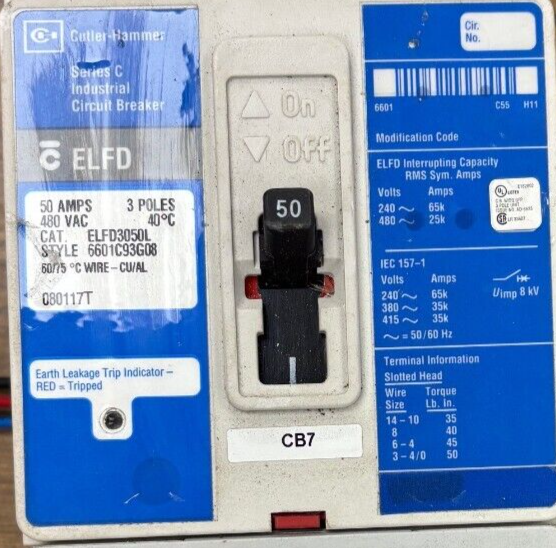 Cutler-Hammer
Series C
Industrial
Circuit Breaker
ELFD
50 AMPS 3 POLES
480 VAC 40°C
CAT. ELFD3050L
STYLE 6601C93G08
60/75 °C WIRE – CU/AL
080117T
Earth Leakage Trip Indicator –
RED = Tripped
On
Off
50
CB7
Cir.
No.
6601 C55 H11
Modification Code
ELFD Interrupting Capacity
RMS Sym. Amps
Volts Amps
240 ~ 65k
480 ~ 25k
IEC 157–1
Volts Amps
240 ~ 65k
380 ~ 35k
415 ~ 35k
~ = 50/60 Hz
Uimp 8 kV
Terminal Information
Slotted Head
Wire Torque
Size Lb. In.
14 – 10 35
8 40
6 – 4 45
3 – 4/0 50